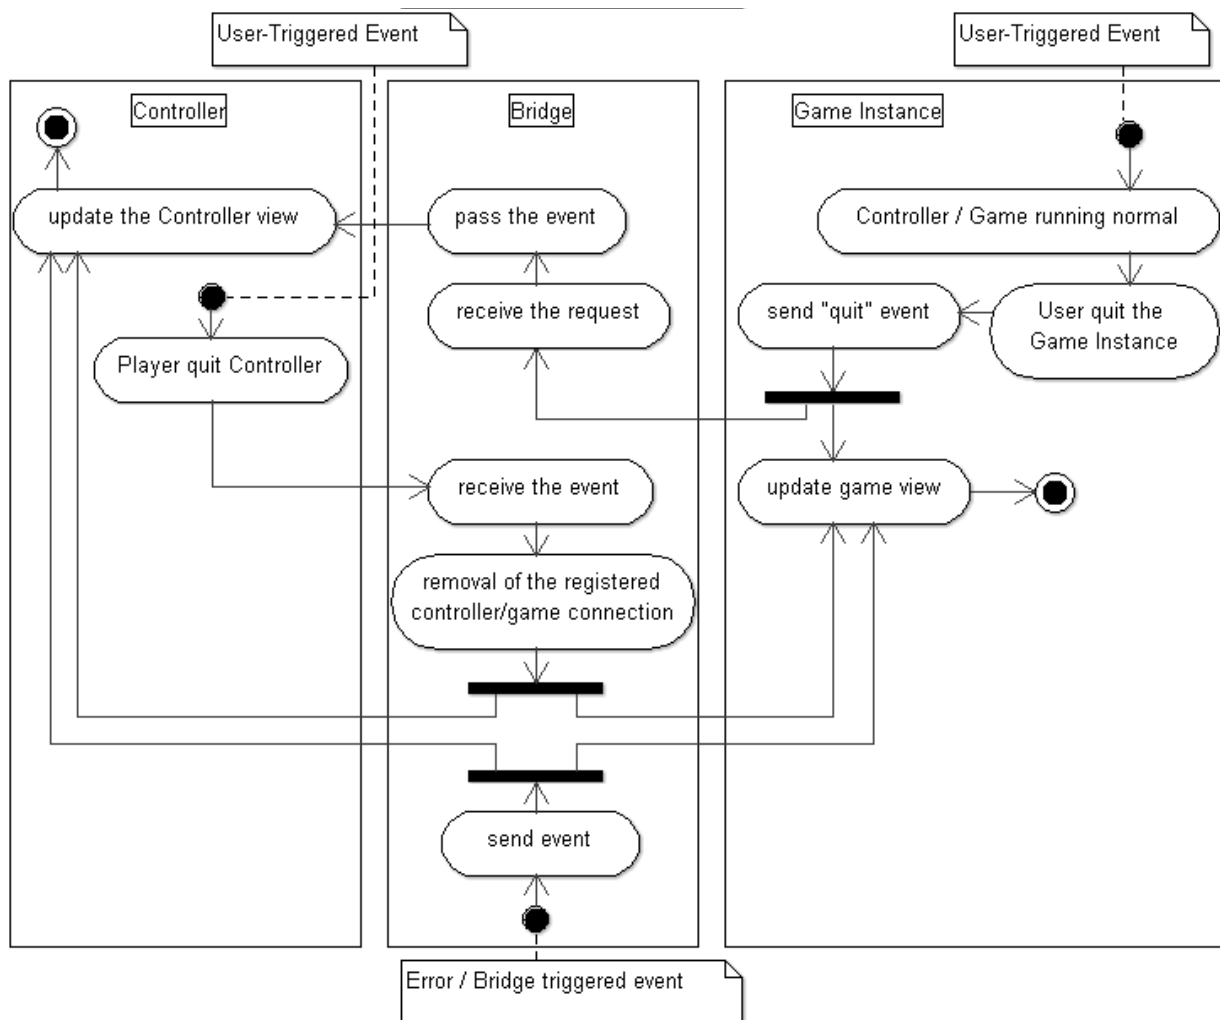 User-Triggered Event
User-Triggered Event
Controller
Bridge
Game Instance
update the Controller view
pass the event
Controller / Game running normal
receive the request
send "quit" event
User quit the
Game Instance
Player quit Controller
receive the event
update game view
removal of the registered
controller/game connection
send event
Error / Bridge triggered event